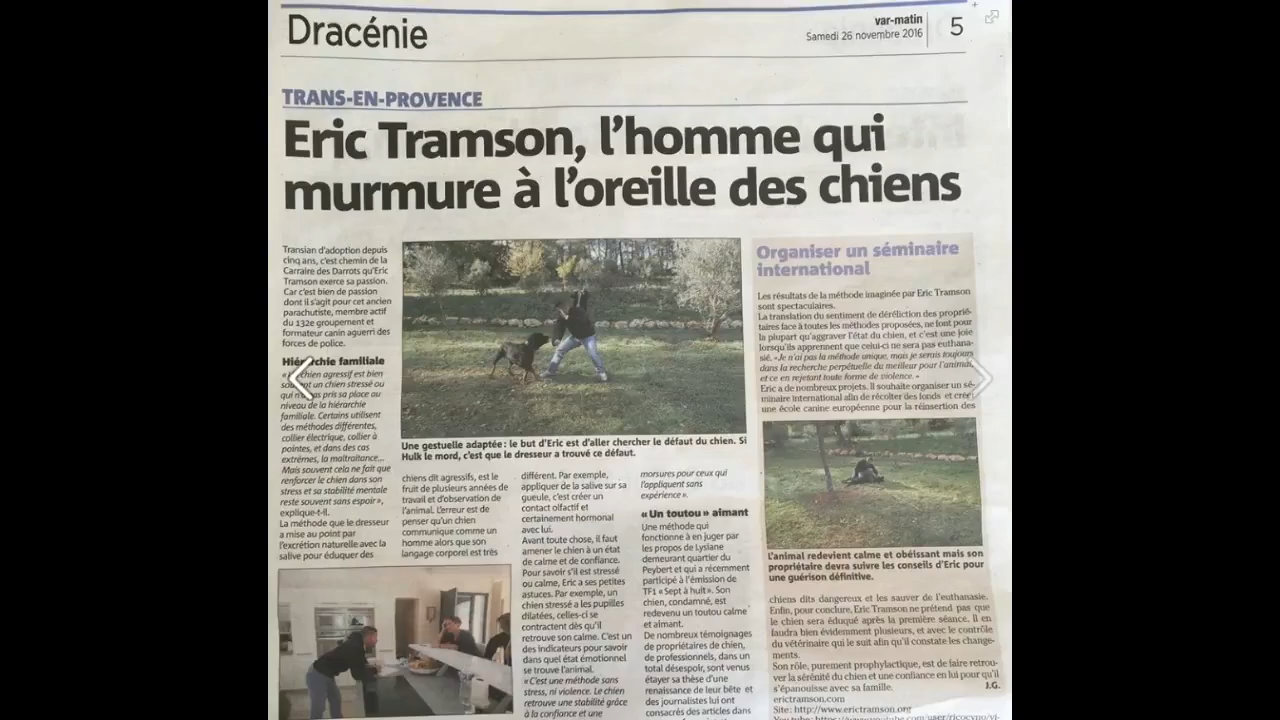 Dracénie
var-matin
Samedi 26 novembre 2016
5
TRANS-EN-PROVENCE
Eric Tramson, l'homme qui
murmure à l'oreille des chiens
Transian d'adoption depuis
cinq ans, c'est chemin de la
Carraire des Darrots qu'Eric
Tramson exerce sa passion.
Car c'est bien de passion
dont il s'agit pour cet ancien
parachutiste, membre actif
du 132e groupement et
formateur canin aguerri des
forces de police.
Hiérarchie familiale
chien agressif est bien
un chien stressé ou
qui pris sa place au
niveau de la hiérarchie
familiale. Certains utilisent
des méthodes différentes,
collier électrique, collier à
pointes, et dans des cas
extrêmes, la maltraitance...
Mais souvent cela ne fait que
renforcer le chien dans son
stress et sa stabilité mentale
reste souvent sans espoir »,
explique-t-il.
La méthode que le dresseur
a mise au point par
l'excrétion naturelle avec la
salive pour éduquer des
Une gestuelle adaptée : le but d'Eric est d'aller chercher le défaut du chien. Si
Hulk le mord, c'est que le dresseur a trouvé ce défaut.
chiens dit agressifs, est le
fruit de plusieurs années de
travail et d'observation de
l'animal. L'erreur est de
penser qu'un chien
communique comme un
homme alors que son
langage corporel est très
différent. Par exemple,
appliquer de la salive sur sa
gueule, c'est créer un
contact olfactif et
certainement hormonal
avec lui.
Avant toute chose, il faut
amener le chien à un état
de calme et de confiance.
Pour savoir s'il est stressé
ou calme, Eric a ses petites
astuces. Par exemple, un
chien stressé a les pupilles
dilatées, celles-ci se
contractent dès qu'il
retrouve son calme. C'est un
des indicateurs pour savoir
dans quel état émotionnel
se trouve l'animal.
« C'est une méthode sans
stress, ni violence. Le chien
retrouve une stabilité grâce
à la confiance et une
morsures pour ceux qui
l'appliquent sans
expérience ».
« Un toutou » aimant
Une méthode qui
fonctionne à en juger par
les propos de Lysiane
demeurant quartier du
Peybert et qui a récemment
participé à l'émission de
TF1 « Sept à huit ». Son
chien, condamné, est
redevenu un toutou calme
et aimant.
De nombreux témoignages
de propriétaires de chien,
de professionnels, dans un
total désespoir, sont venus
étayer sa thèse d'une
renaissance de leur bête et
des journalistes lui ont
consacrés des articles dans
Organiser un séminaire
international
Les résultats de la méthode imaginée par Eric Tramson
sont spectaculaires.
La translation du sentiment de déréliction des proprié-
taires face à toutes les méthodes proposées, ne font pour
la plupart qu'aggraver l'état du chien, et c'est une joie
lorsqu'ils apprennent que celui-ci ne sera pas euthana-
sié. «Je n'ai pas la méthode unique, mais je serais toujours
dans la recherche perpétuelle du meilleur pour l'animal,
et ce en rejetant toute forme de violence. »
Eric a de nombreux projets. Il souhaite organiser un sé-
minaire international afin de récolter des fonds et créer
une école canine européenne pour la réinsertion des
L'animal redevient calme et obéissant mais son
propriétaire devra suivre les conseils d'Eric pour
une guérison définitive.
chiens dits dangereux et les sauver de l'euthanasie.
Enfin, pour conclure, Eric Tramson ne prétend pas que
le chien sera éduqué après la première séance. Il en
faudra bien évidemment plusieurs, et avec le contrôle
du vétérinaire qui le suit afin qu'il constate les change-
ments.
Son rôle, purement prophylactique, est de faire retrou-
ver la sérénité du chien et une confiance en lui pour qu'il
s'épanouisse avec sa famille.
J.G.
erictramson.com
Site: http://www.erictramson.org